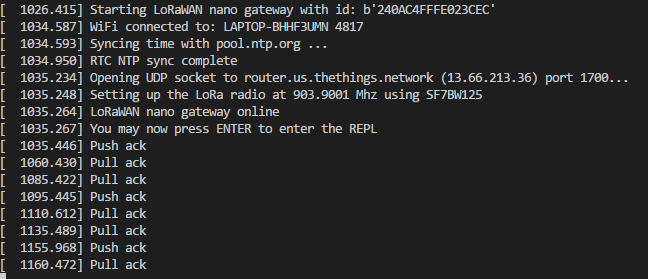 [  1026.415] Starting LoRaWAN nano gateway with id: b'240AC4FFFE023CEC'
[  1034.587] WiFi connected to: LAPTOP-BHHF3UMN 4817
[  1034.593] Syncing time with pool.ntp.org ...
[  1034.950] RTC NTP sync complete
[  1035.234] Opening UDP socket to router.us.thethings.network (13.66.213.36) port 1700...
[  1035.248] Setting up the LoRa radio at 903.9001 Mhz using SF7BW125
[  1035.264] LoRaWAN nano gateway online
[  1035.267] You may now press ENTER to enter the REPL
[  1035.446] Push ack
[  1060.430] Pull ack
[  1085.422] Pull ack
[  1095.445] Push ack
[  1110.612] Pull ack
[  1135.489] Pull ack
[  1155.968] Push ack
[  1160.472] Pull ack